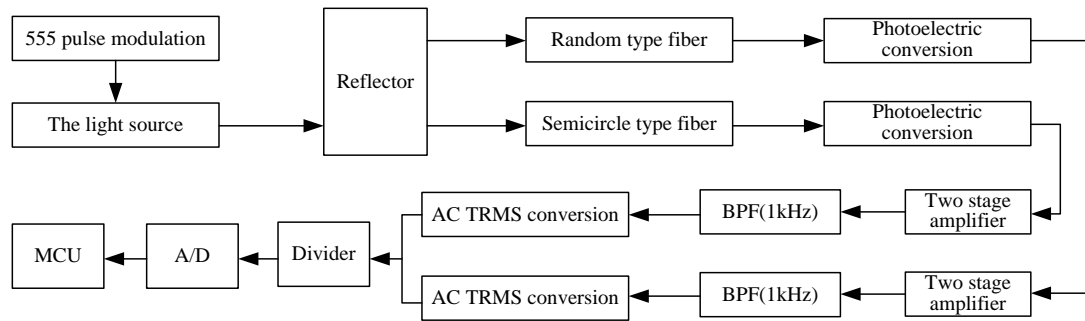 555 pulse modulation
The light source
Reflector
Random type fiber
Photoelectric
conversion
Semicircle type fiber
Photoelectric
conversion
MCU
A/D
Divider
AC TRMS conversion
BPF(1kHz)
Two stage
amplifier
AC TRMS conversion
BPF(1kHz)
Two stage
amplifier